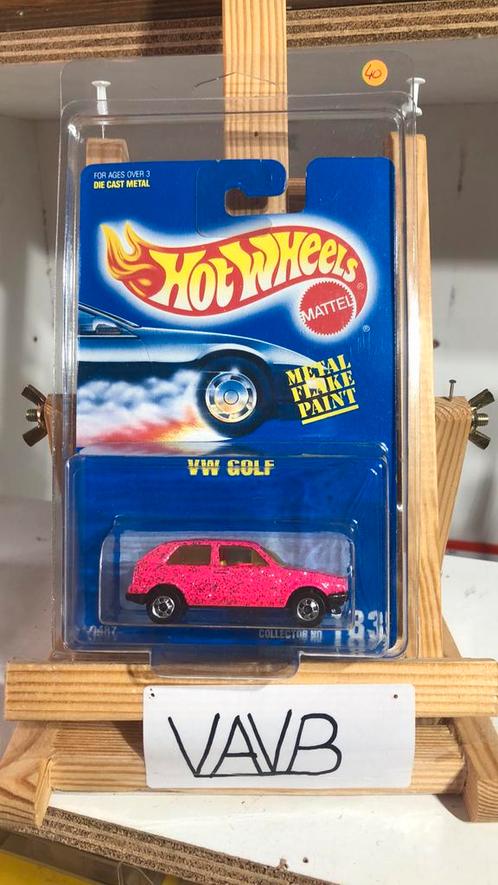 40
FOR AGES OVER 3
DIE CAST METAL
HOT WHEELS
MATTEL
®
®
METAL
FLAKE
PAINT
VW GOLF
COLLECTOR NO
VAVB